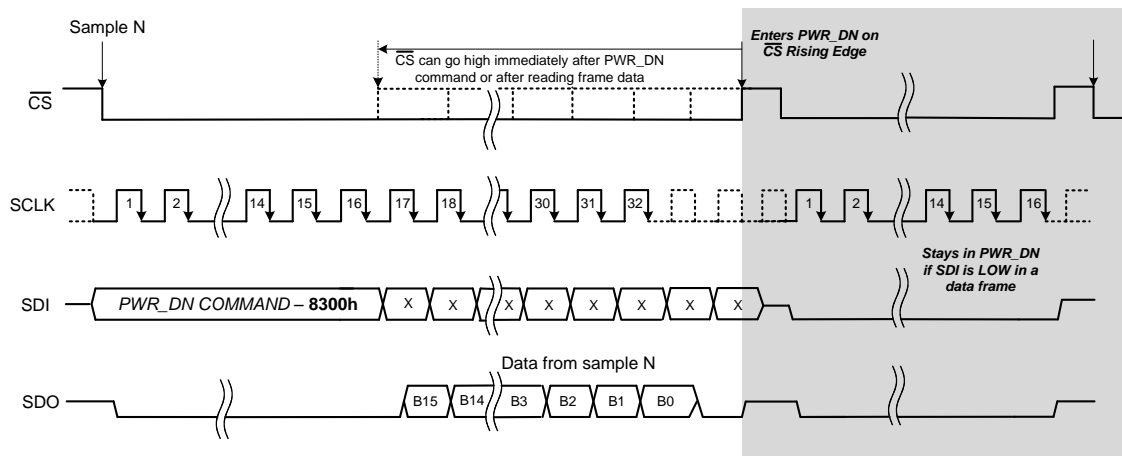 Sample N
CS can go high immediately after PWR_DN
command or after reading frame data
Enters PWR_DN on
CS Rising Edge
CS
SCLK
1 2 14 15 16 17 18 30 31 32 1 2 14 15 16
Stays in PWR_DN
if SDI is LOW in a
data frame
SDI
PWR_DN COMMAND – 8300h X X X X X X X X
Data from sample N
SDO
B15 B14 B3 B2 B1 B0